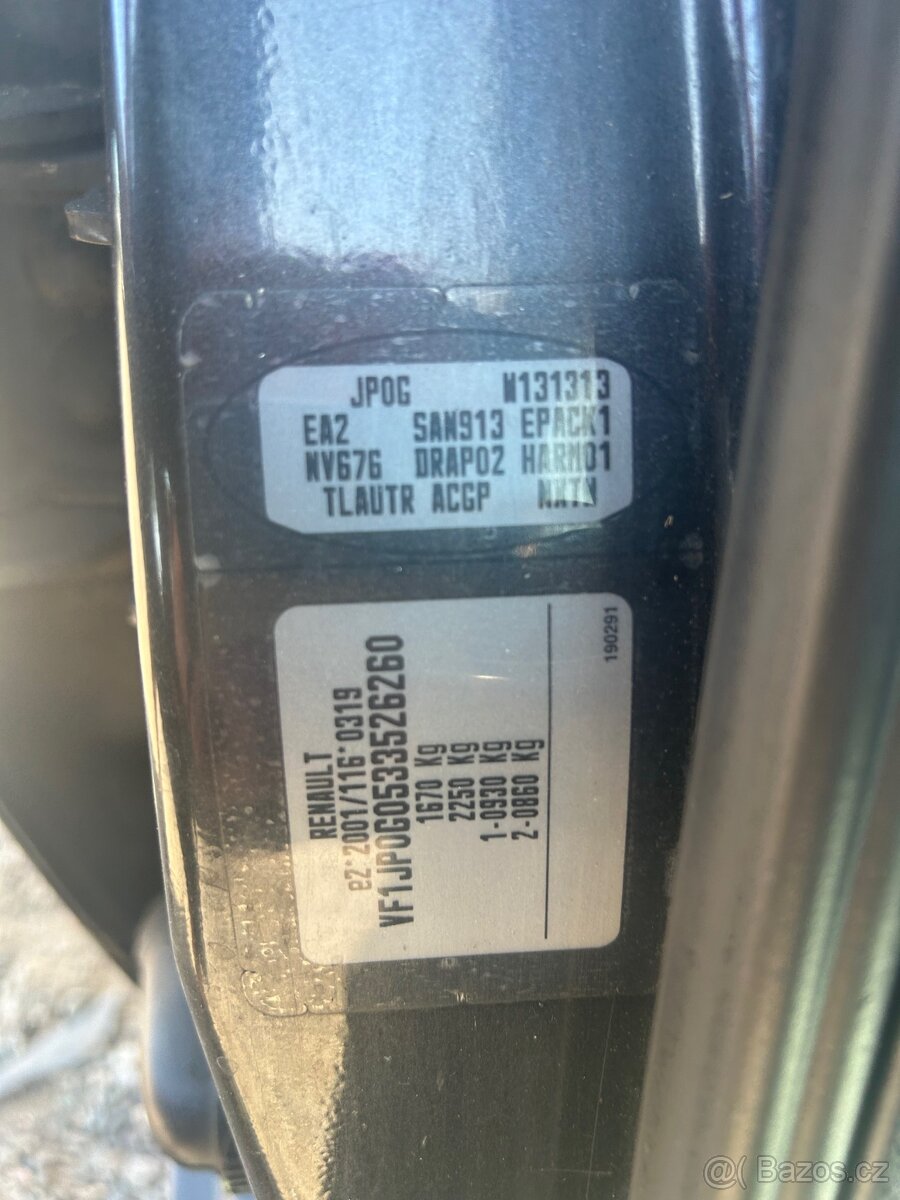 JP0G W131313
EA2 SAN913 EPACK1
NV676 DRAP02 HARM01
TLAUTR ACGP
RENAULT
e2*2001/116*0319
VF1JP0G0533526260
1670 Kg
2250 Kg
1-0930 Kg
2-0860 Kg
190291
@( Bazos.cz